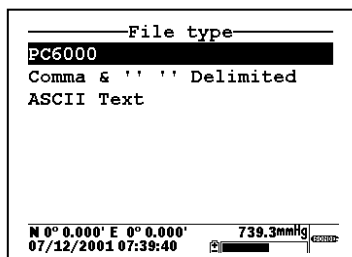 File type
PC6000
Comma & '' '' Delimited
ASCII Text
N 0° 0.000' E 0° 0.000' 739.3mmHg
07/12/2001 07:39:40